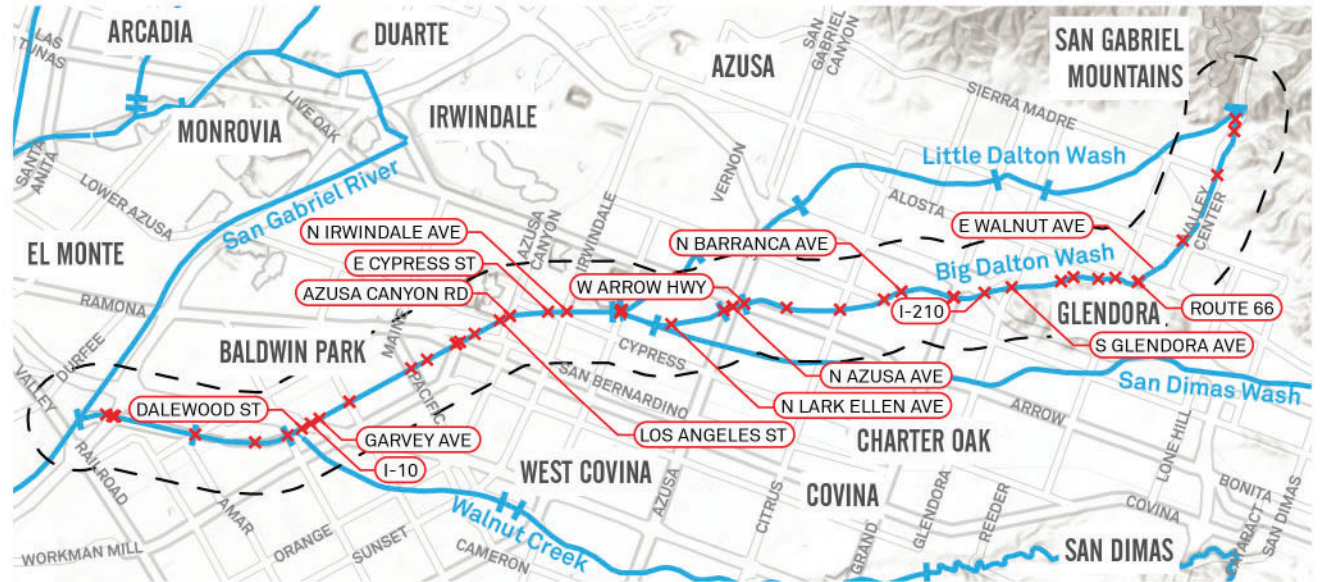 ARCADIA
DUARTE
LAS
TUNAS
SAN
GABRIEL
CANYON
AZUSA
SAN GABRIEL
MOUNTAINS
SIERRA MADRE
LIVE OAK
IRWINDALE
MONROVIA
SANTA
ANITA
LOWER AZUSA
San Gabriel River
VERNON
Little Dalton Wash
ALOSTA
VALLEY
CENTER
N IRWINDALE AVE
AZUSA
CANYON
IRWINDALE
N BARRANCA AVE
E WALNUT AVE
EL MONTE
E CYPRESS ST
Big Dalton Wash
RAMONA
AZUSA CANYON RD
W ARROW HWY
I-210
GLENDORA
ROUTE 66
DURFEE
MAINE
BALDWIN PARK
CYPRESS
S GLENDORA AVE
VALLEY
PACIFIC
SAN BERNARDINO
N AZUSA AVE
San Dimas Wash
DALEWOOD ST
N LARK ELLEN AVE
ARROW
GARVEY AVE
LOS ANGELES ST
CHARTER OAK
LONE HILL
RAILROAD
I-10
WEST COVINA
COVINA
AMAR
AZUSA
CITRUS
GLENDORA
REEDER
COVINA
BONITA
Walnut Creek
ORANGE
SUNSET
GRAND
CATARACT
SAN DIMAS
WORKMAN MILL
CAMERON
SAN DIMAS